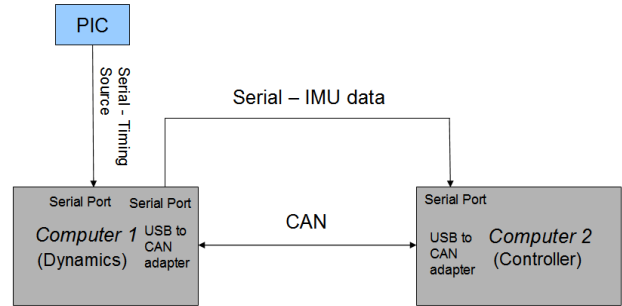 PIC
Serial - Timing
Source
Serial – IMU data
Serial Port
Serial Port
Computer 1
(Dynamics)
USB to
CAN
adapter
CAN
Serial Port
USB to
CAN
adapter
Computer 2
(Controller)